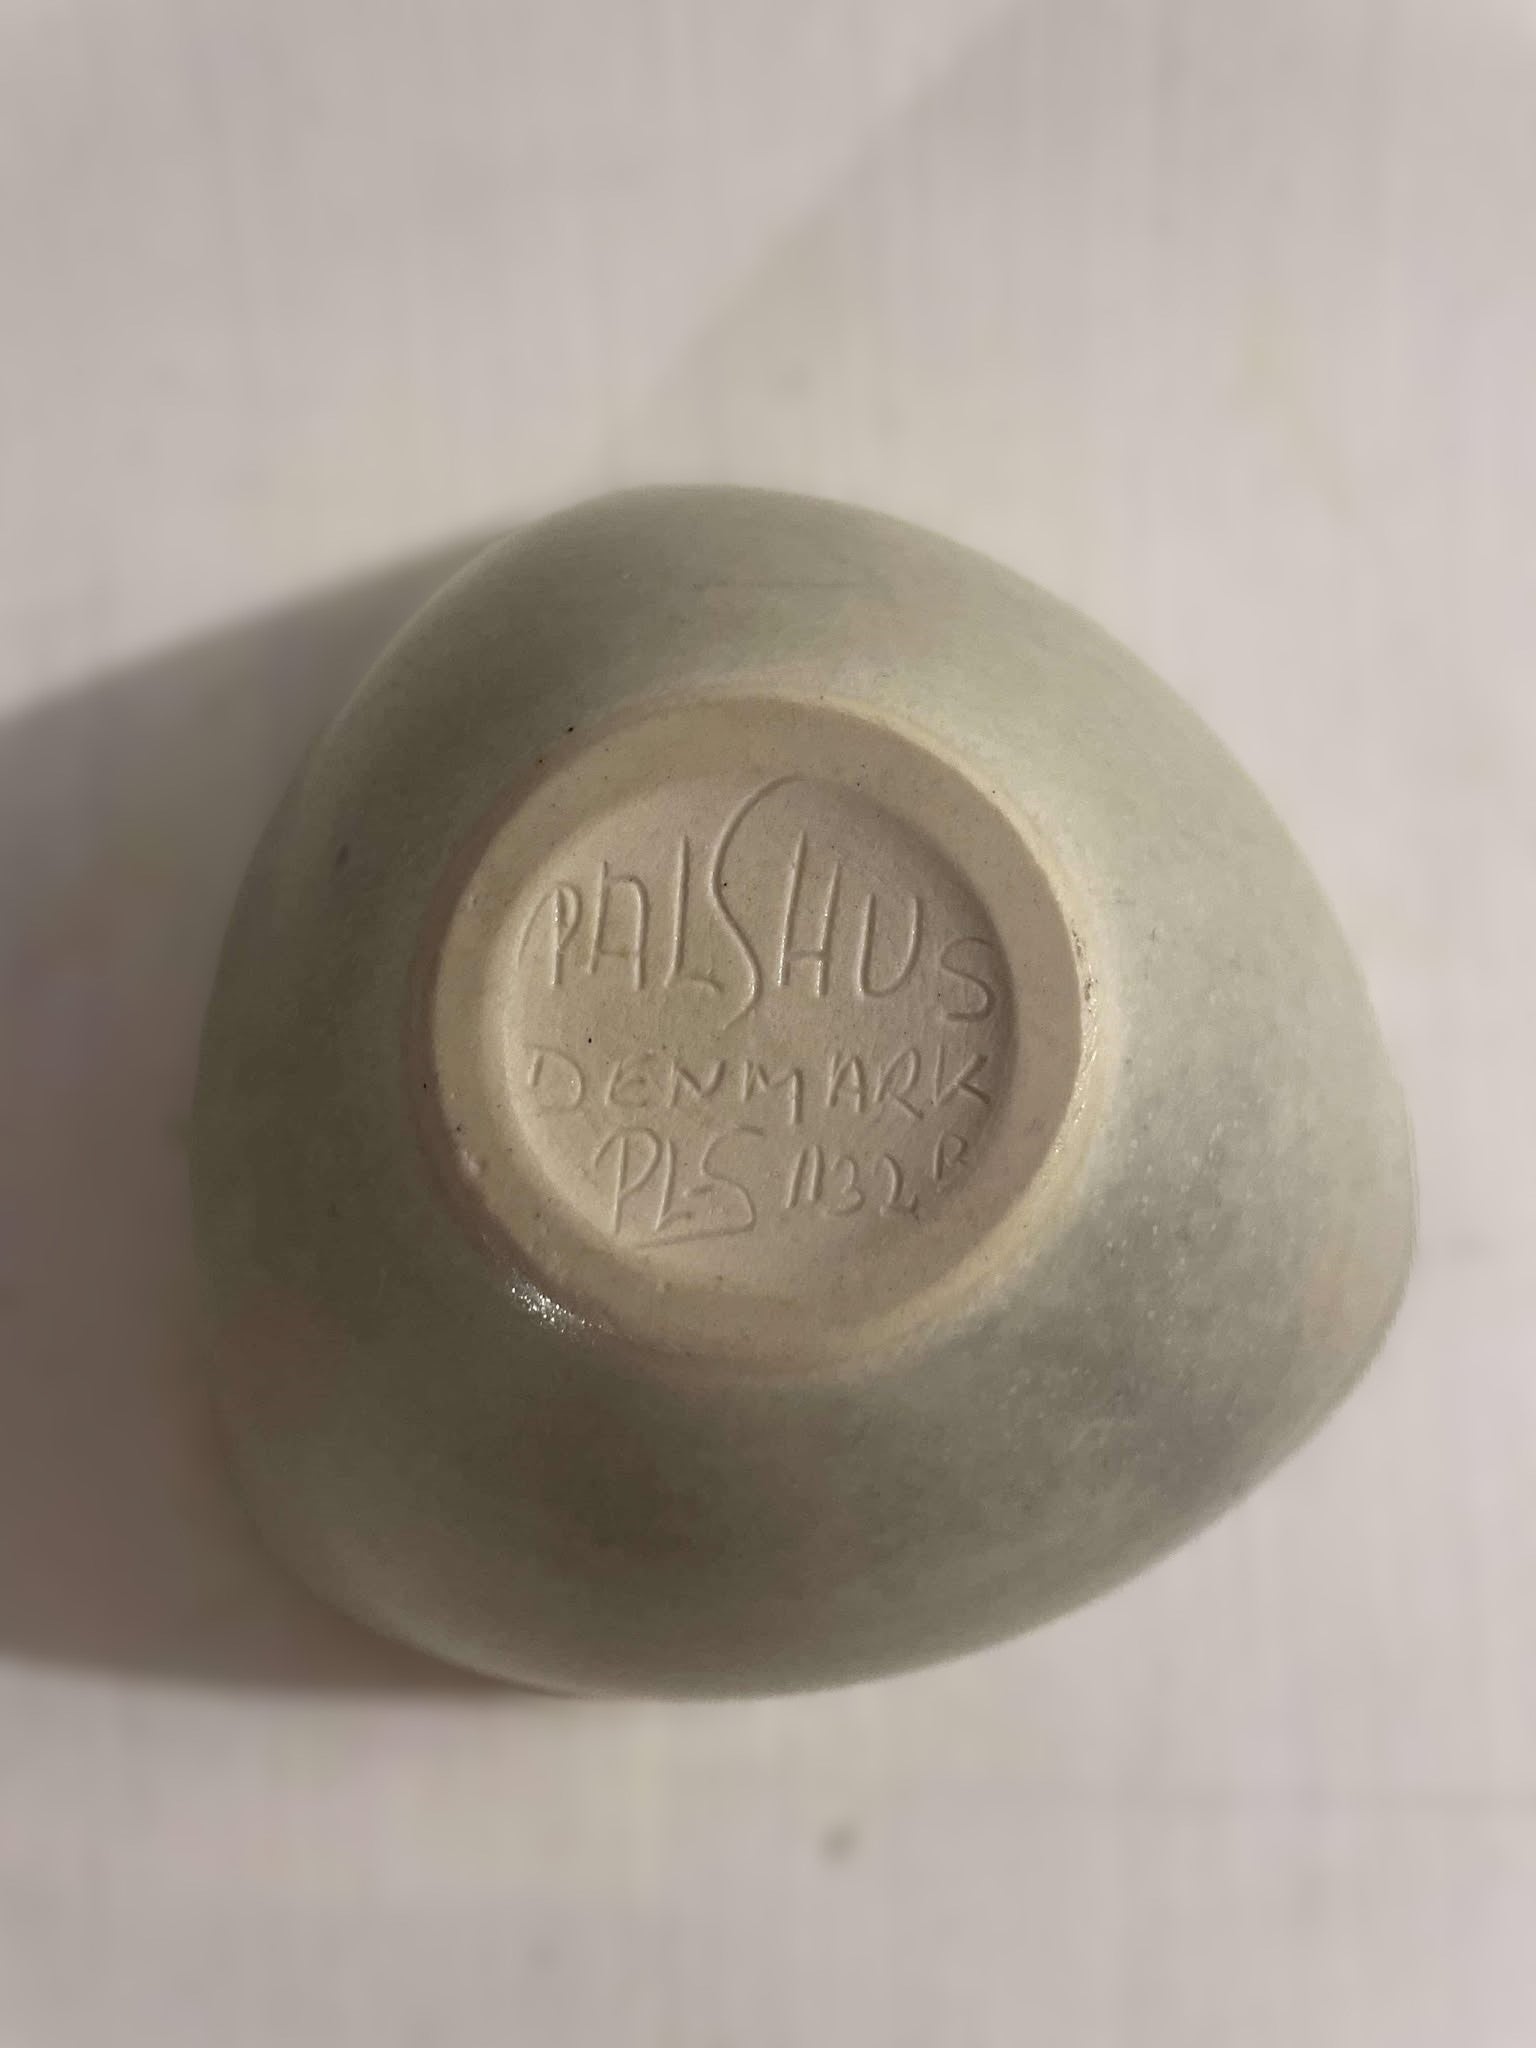 PALSHUS
DENMARK
PLS 1132 B